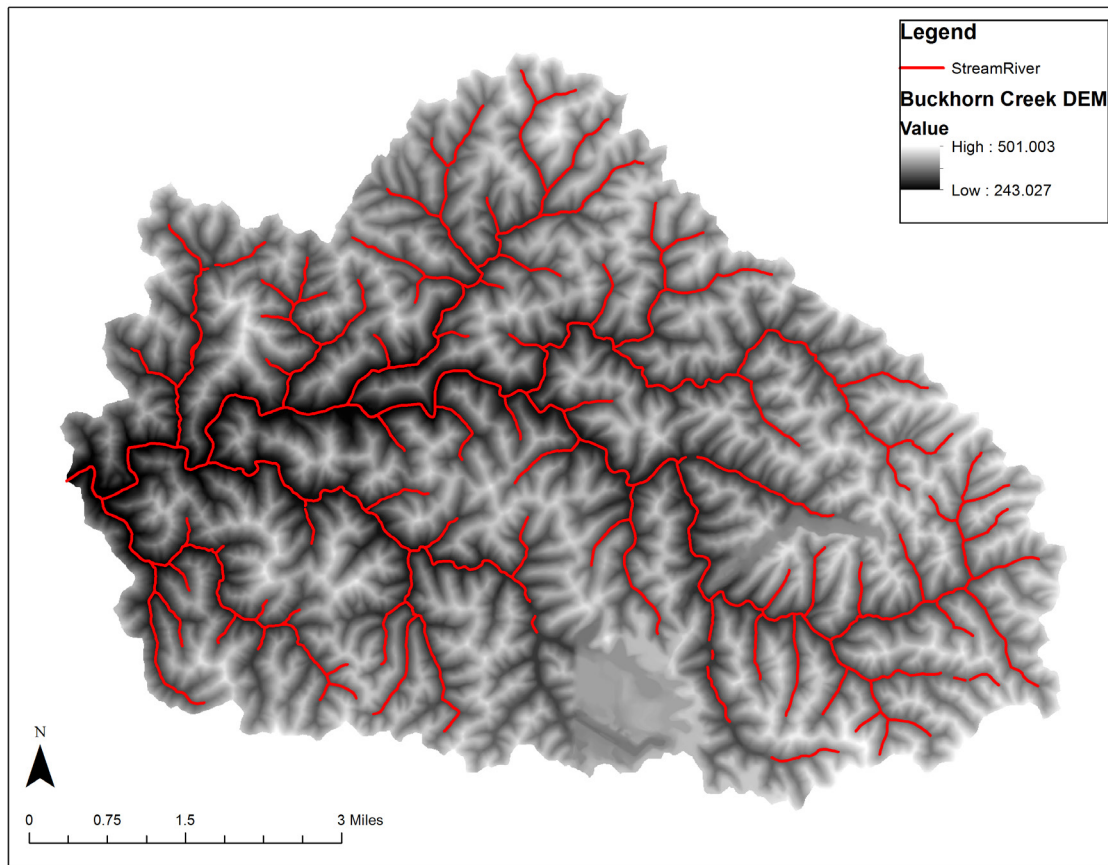 Legend
StreamRiver
Buckhorn Creek DEM
Value
High : 501.003
Low : 243.027
N
0 0.75 1.5 3 Miles